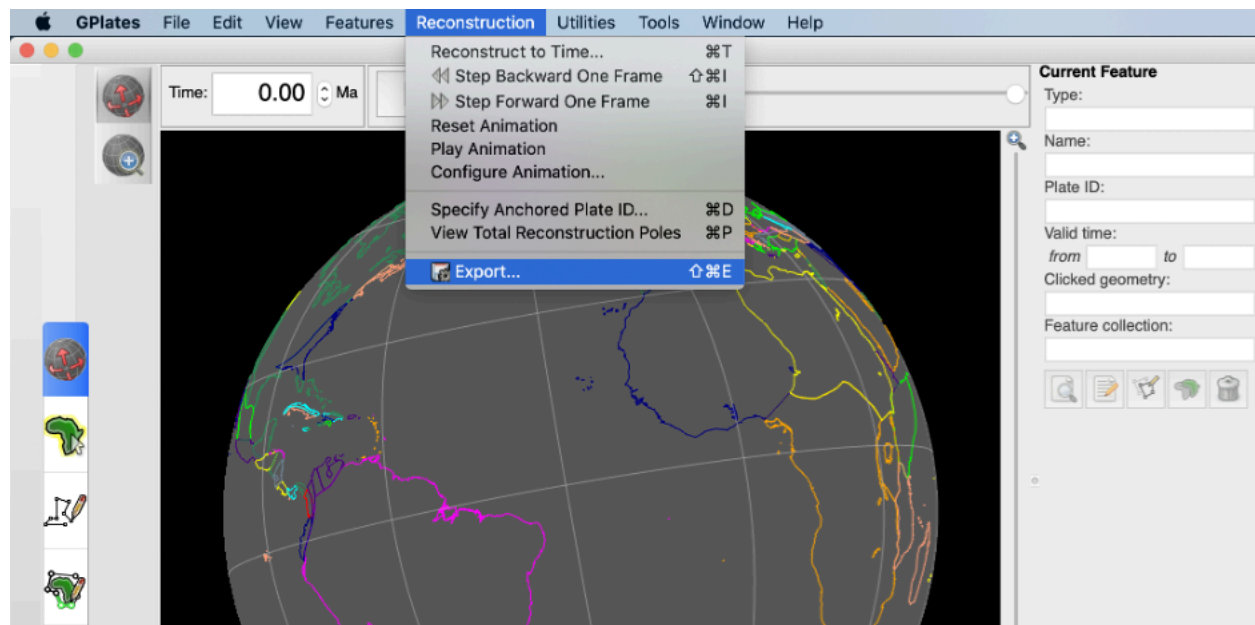 GPlates File Edit View Features Reconstruction Utilities Tools Window Help
Reconstruct to Time... ⌘T
Step Backward One Frame ⇧⌘I
Step Forward One Frame ⌘I
Reset Animation
Play Animation
Configure Animation...
Specify Anchored Plate ID... ⌘D
View Total Reconstruction Poles ⌘P
Export... ⇧⌘E
Time: 0.00 Ma
Current Feature
Type:
Name:
Plate ID:
Valid time:
from to
Clicked geometry:
Feature collection: